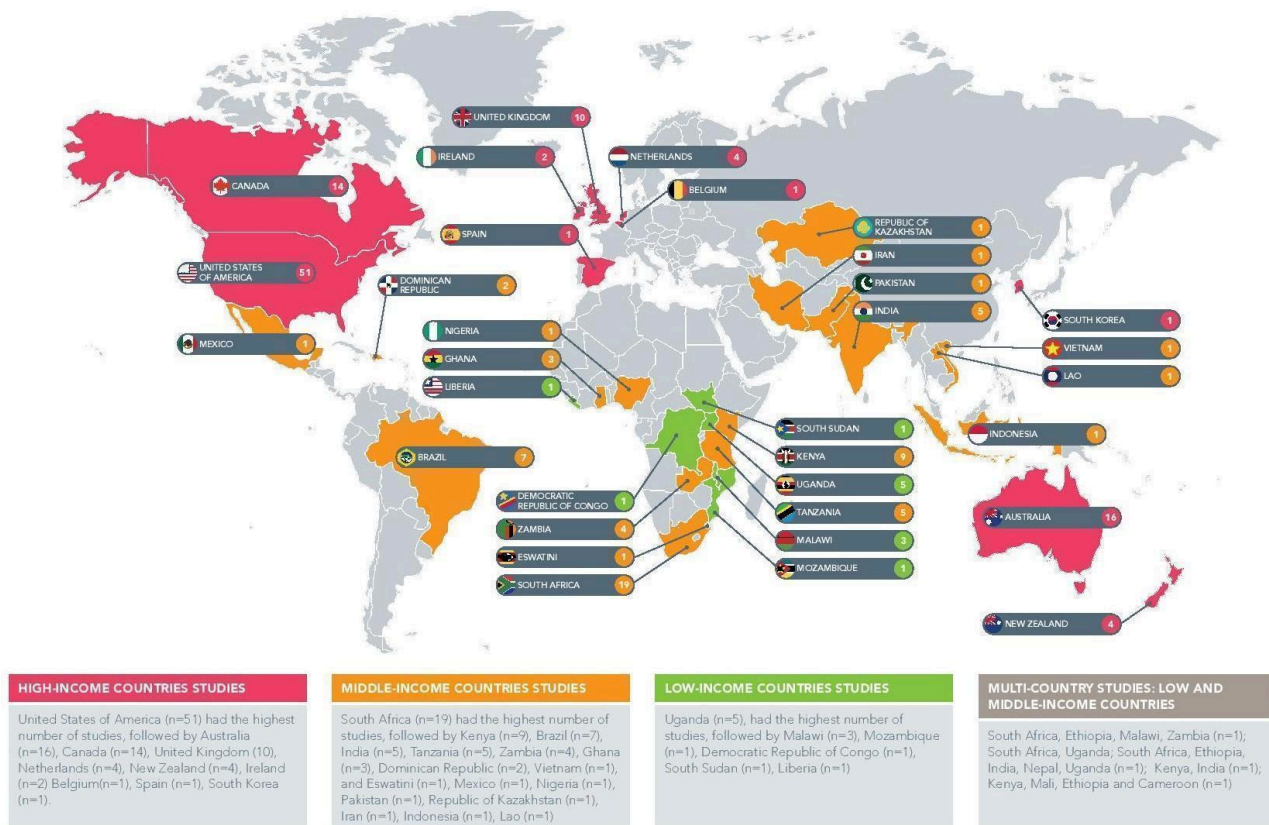 UNITED KINGDOM 10
IRELAND 2
NETHERLANDS 4
CANADA 14
BELGIUM 1
SPAIN 1
REPUBLIC OF
KAZAKHSTAN 1
IRAN 1
UNITED STATES
OF AMERICA 51
DOMINICAN
REPUBLIC 2
PAKISTAN 1
INDIA 5
SOUTH KOREA 1
MEXICO 1
NIGERIA 1
VIETNAM 1
GHANA 3
LAO 1
LIBERIA 1
SOUTH SUDAN 1
INDONESIA 1
BRAZIL 7
KENYA 9
UGANDA 5
DEMOCRATIC
REPUBLIC OF CONGO 1
TANZANIA 5
AUSTRALIA 16
ZAMBIA 4
MALAWI 3
ESWATINI 1
MOZAMBIQUE 1
SOUTH AFRICA 19
NEW ZEALAND 4
HIGH-INCOME COUNTRIES STUDIES
United States of America (n=51) had the highest
number of studies, followed by Australia
(n=16), Canada (n=14), United Kingdom (10),
Netherlands (n=4), New Zealand (n=4), Ireland
(n=2) Belgium(n=1), Spain (n=1), South Korea
(n=1).
MIDDLE-INCOME COUNTRIES STUDIES
South Africa (n=19) had the highest number of
studies, followed by Kenya (n=9), Brazil (n=7),
India (n=5), Tanzania (n=5), Zambia (n=4), Ghana
(n=3), Dominican Republic (n=2), Vietnam (n=1),
and Eswatini (n=1), Mexico (n=1), Nigeria (n=1),
Pakistan (n=1), Republic of Kazakhstan (n=1),
Iran (n=1), Indonesia (n=1), Lao (n=1)
LOW-INCOME COUNTRIES STUDIES
Uganda (n=5), had the highest number of
studies, followed by Malawi (n=3), Mozambique
(n=1), Democratic Republic of Congo (n=1),
South Sudan (n=1), Liberia (n=1)
MULTI-COUNTRY STUDIES: LOW AND
MIDDLE-INCOME COUNTRIES
South Africa, Ethiopia, Malawi, Zambia (n=1);
South Africa, Uganda; South Africa, Ethiopia,
India, Nepal, Uganda (n=1); Kenya, India (n=1);
Kenya, Mali, Ethiopia and Cameroon (n=1)